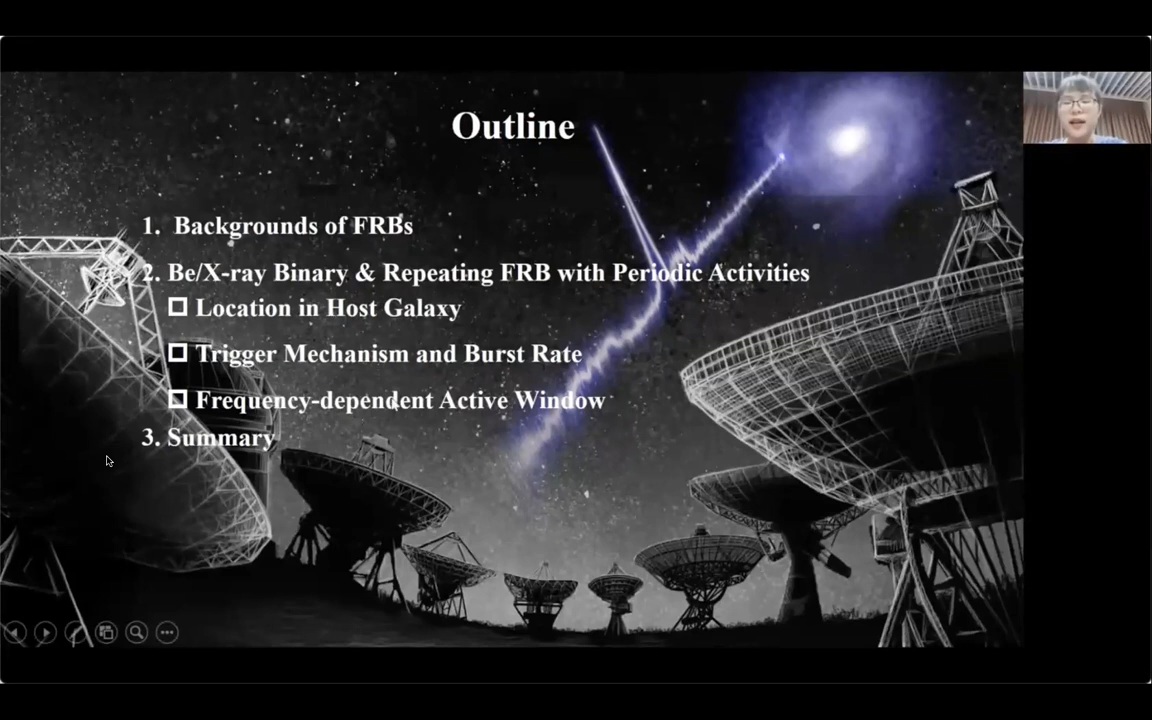 Outline
1. Backgrounds of FRBs
2. Be/X-ray Binary & Repeating FRB with Periodic Activities
Location in Host Galaxy
Trigger Mechanism and Burst Rate
Frequency-dependent Active Window
3. Summary